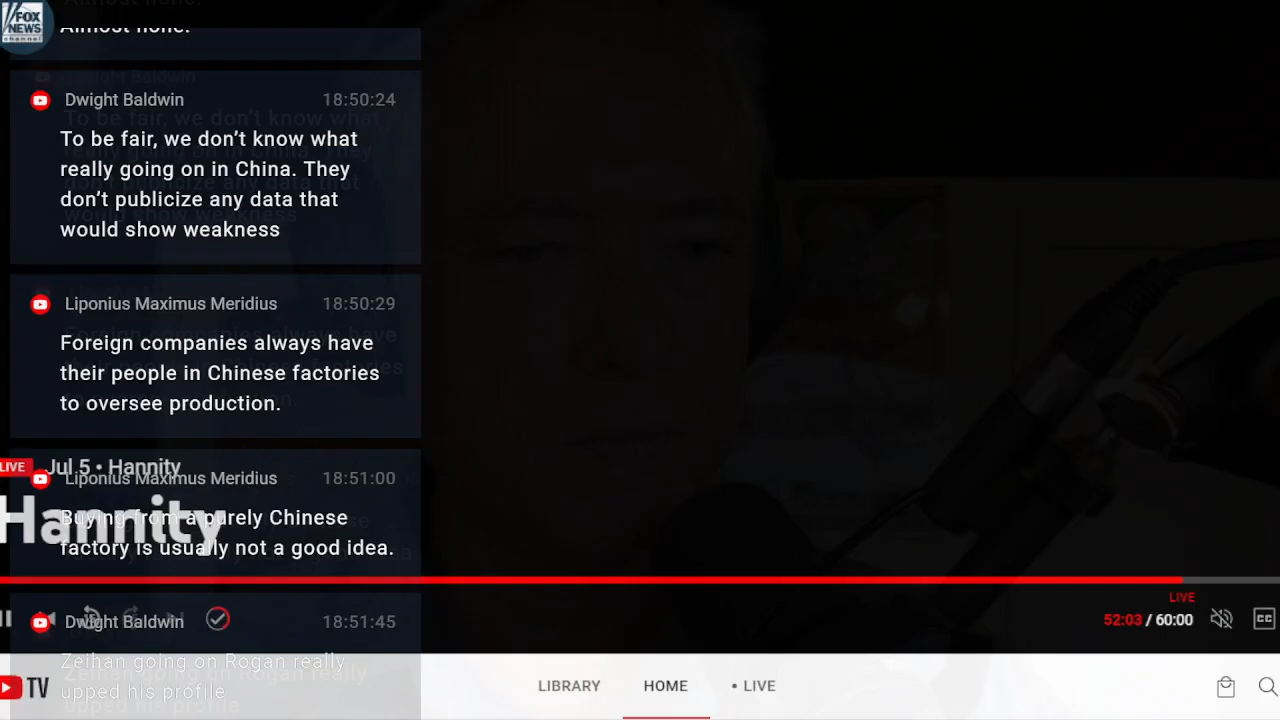 FOX
NEWS
channel
Almost none.
Dwight Baldwin 18:50:24
To be fair, we don’t know what
really going on in China. They
don’t publicize any data that
would show weakness
Liponius Maximus Meridius 18:50:29
Foreign companies always have
their people in Chinese factories
to oversee production.
LIVE Jul 5 • Hannity
Liponius Maximus Meridius 18:51:00
Hannity
Buying from a purely Chinese
factory is usually not a good idea.
LIVE
Dwight Baldwin 18:51:45
52:03 / 60:00 CC
Zeihan going on Rogan really
upped his profile
TV LIBRARY HOME • LIVE